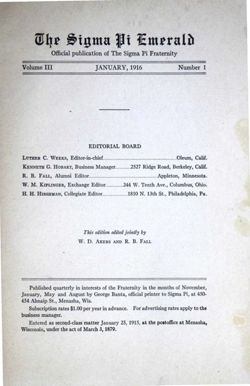 The Sigma Pi Emerald
Official publication of The Sigma Pi Fraternity
Volume III JANUARY, 1916 Number 1
EDITORIAL BOARD
LUTHER C. WEEKS, Editor-in-chief Oleum, Calif.
KENNETH G. HOBART, Business Manager 2527 Ridge Road, Berkeley, Calif.
R. B. FALL, Alumni Editor Appleton, Minnesota.
W. M. KIPLINGER, Exchange Editor 344 W. Tenth Ave., Columbus, Ohio.
H. H. HINERMAN, Collegiate Editor 1810 N. 13th St., Philadelphia, Pa.
This edition edited jointly by
W. D. AKERS and R. B. FALL
Published quarterly in interests of the Fraternity in the months of November,
January, May and August by George Banta, official printer to Sigma Pi, at 450-
454 Ahnaip St., Menasha, Wis.
Subscription rates $1.00 per year in advance. For advertising rates apply to the
business manager.
Entered as second-class matter January 25, 1915, at the postoffice at Menasha,
Wisconsin, under the act of March 3, 1879.